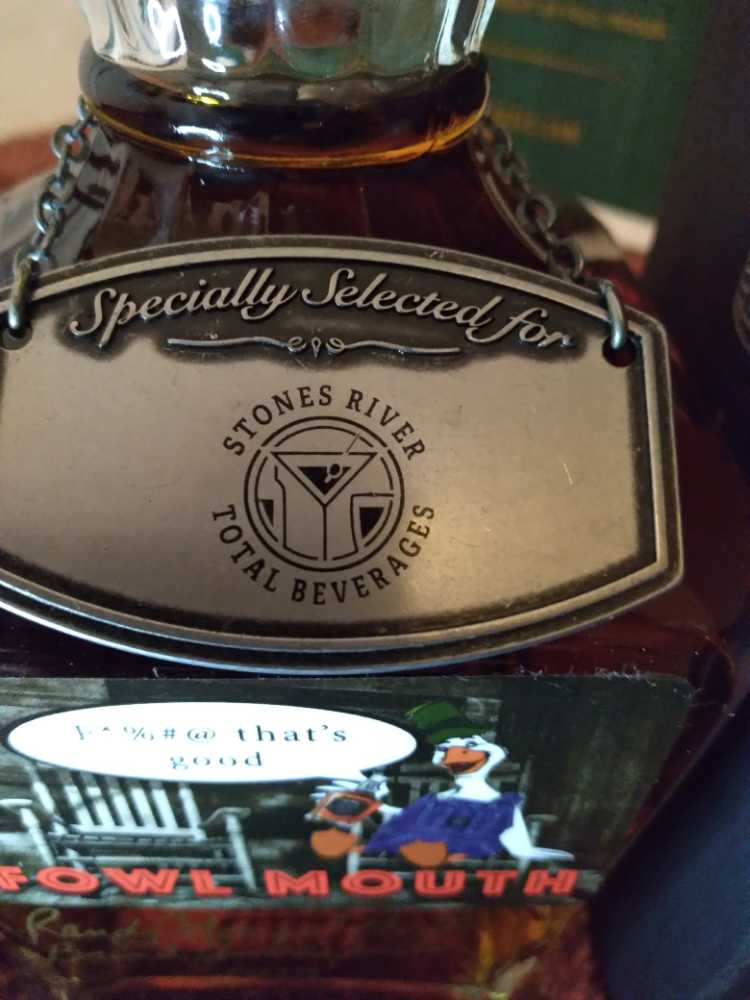 Specially Selected for
STONES RIVER
TOTAL BEVERAGES
F*%#@ that's
good
FOWL MOUTH